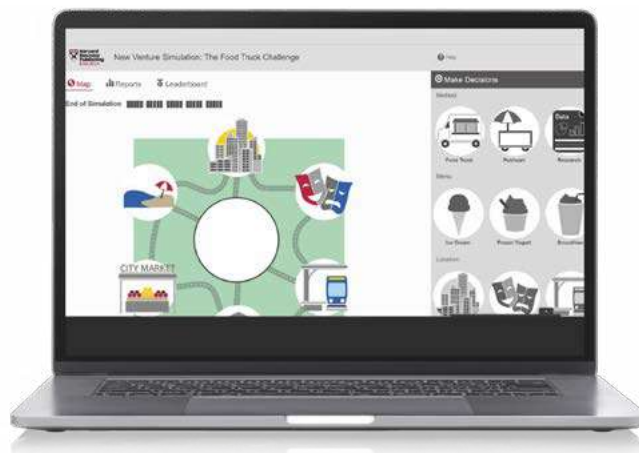 Harvard
Business
Publishing
New Venture Simulation: The Food Truck Challenge
Help
Map
Reports
Leaderboard
End of Simulation
Make Decisions
Method
Food Truck
Pushcart
Data
Research
Menu
Ice Cream
Frozen Yogurt
Smoothies
Location
CITY MARKET